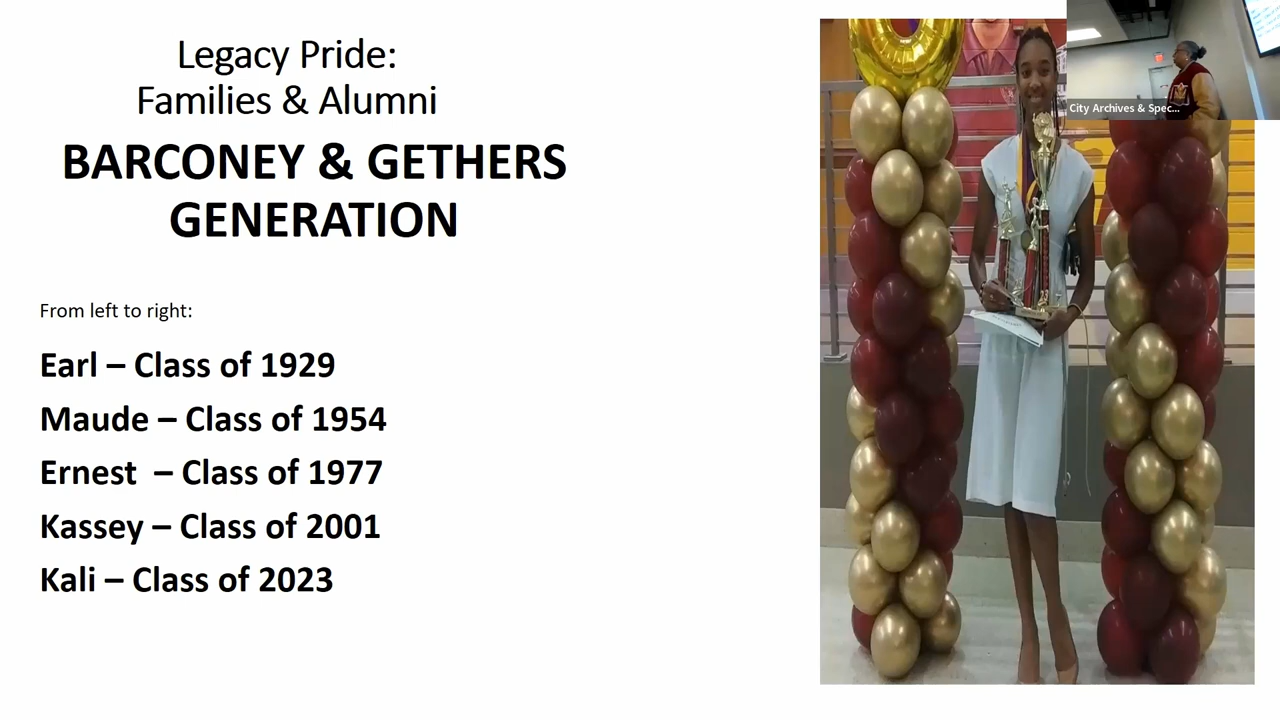 Legacy Pride:
Families & Alumni
BARCONEY & GETHERS
GENERATION
From left to right:
Earl – Class of 1929
Maude – Class of 1954
Ernest – Class of 1977
Kassey – Class of 2001
Kali – Class of 2023
City Archives & Spec...